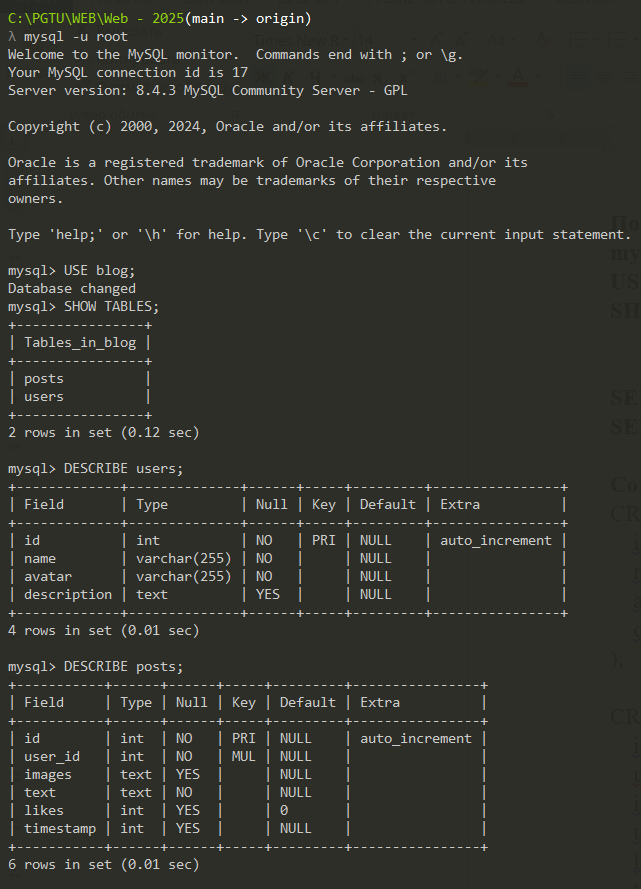 C:\PGTU\WEB\Web - 2025(main -> origin)
λ mysql -u root
Welcome to the MySQL monitor.  Commands end with ; or \g.
Your MySQL connection id is 17
Server version: 8.4.3 MySQL Community Server - GPL

Copyright (c) 2000, 2024, Oracle and/or its affiliates.

Oracle is a registered trademark of Oracle Corporation and/or its
affiliates. Other names may be trademarks of their respective
owners.

Type 'help;' or '\h' for help. Type '\c' to clear the current input statement.

mysql> USE blog;
Database changed
mysql> SHOW TABLES;
+----------------+
| Tables_in_blog |
+----------------+
| posts          |
| users          |
+----------------+
2 rows in set (0.12 sec)

mysql> DESCRIBE users;
+-------------+--------------+------+-----+---------+----------------+
| Field       | Type         | Null | Key | Default | Extra          |
+-------------+--------------+------+-----+---------+----------------+
| id          | int          | NO   | PRI | NULL    | auto_increment |
| name        | varchar(255) | NO   |     | NULL    |                |
| avatar      | varchar(255) | NO   |     | NULL    |                |
| description | text         | YES  |     | NULL    |                |
+-------------+--------------+------+-----+---------+----------------+
4 rows in set (0.01 sec)

mysql> DESCRIBE posts;
+-----------+------+------+-----+---------+----------------+
| Field     | Type | Null | Key | Default | Extra          |
+-----------+------+------+-----+---------+----------------+
| id        | int  | NO   | PRI | NULL    | auto_increment |
| user_id   | int  | NO   | MUL | NULL    |                |
| images    | text | YES  |     | NULL    |                |
| text      | text | NO   |     | NULL    |                |
| likes     | int  | YES  |     | 0       |                |
| timestamp | int  | YES  |     | NULL    |                |
+-----------+------+------+-----+---------+----------------+
6 rows in set (0.01 sec)